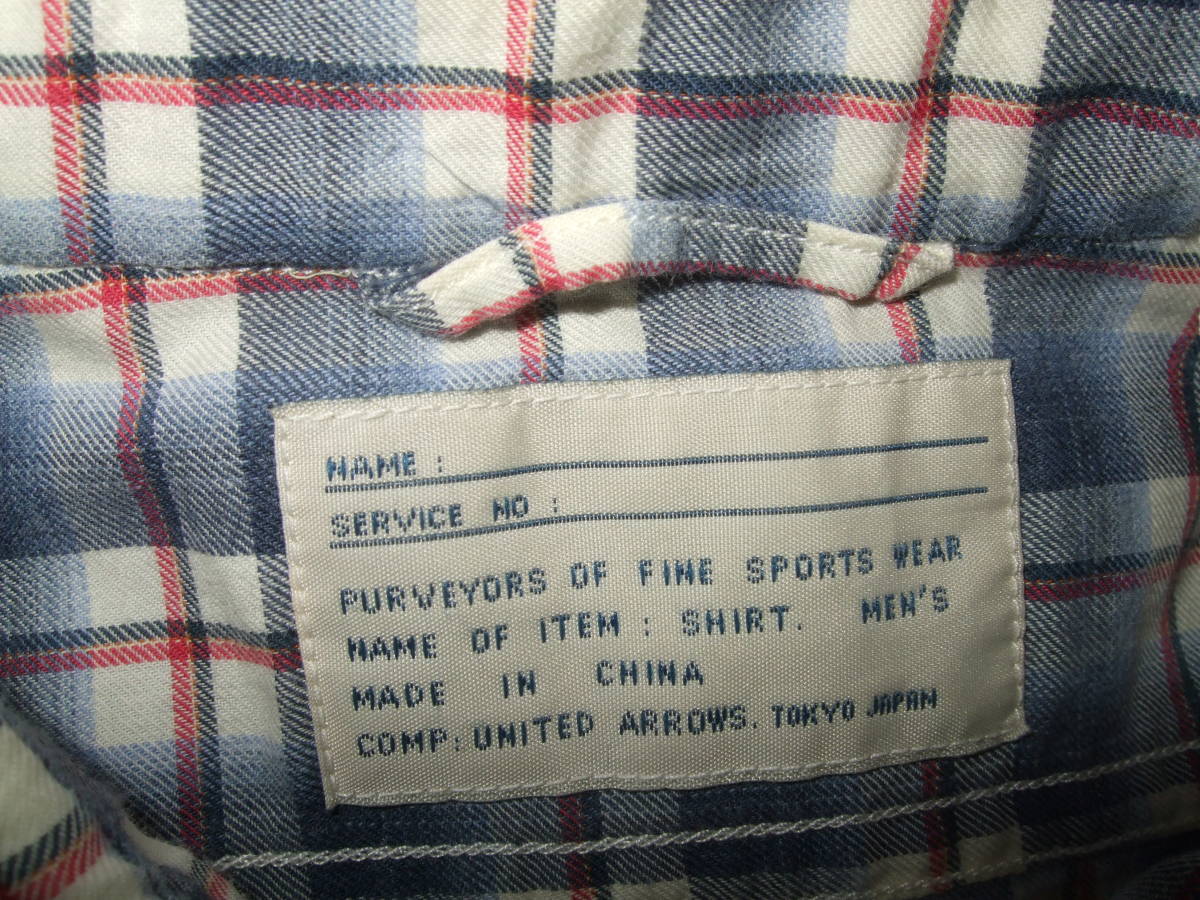 NAME :
SERVICE NO :
PURVEYORS OF FINE SPORTS WEAR
NAME OF ITEM : SHIRT. MEN'S
MADE IN CHINA
COMP: UNITED ARROWS. TOKYO JAPAN